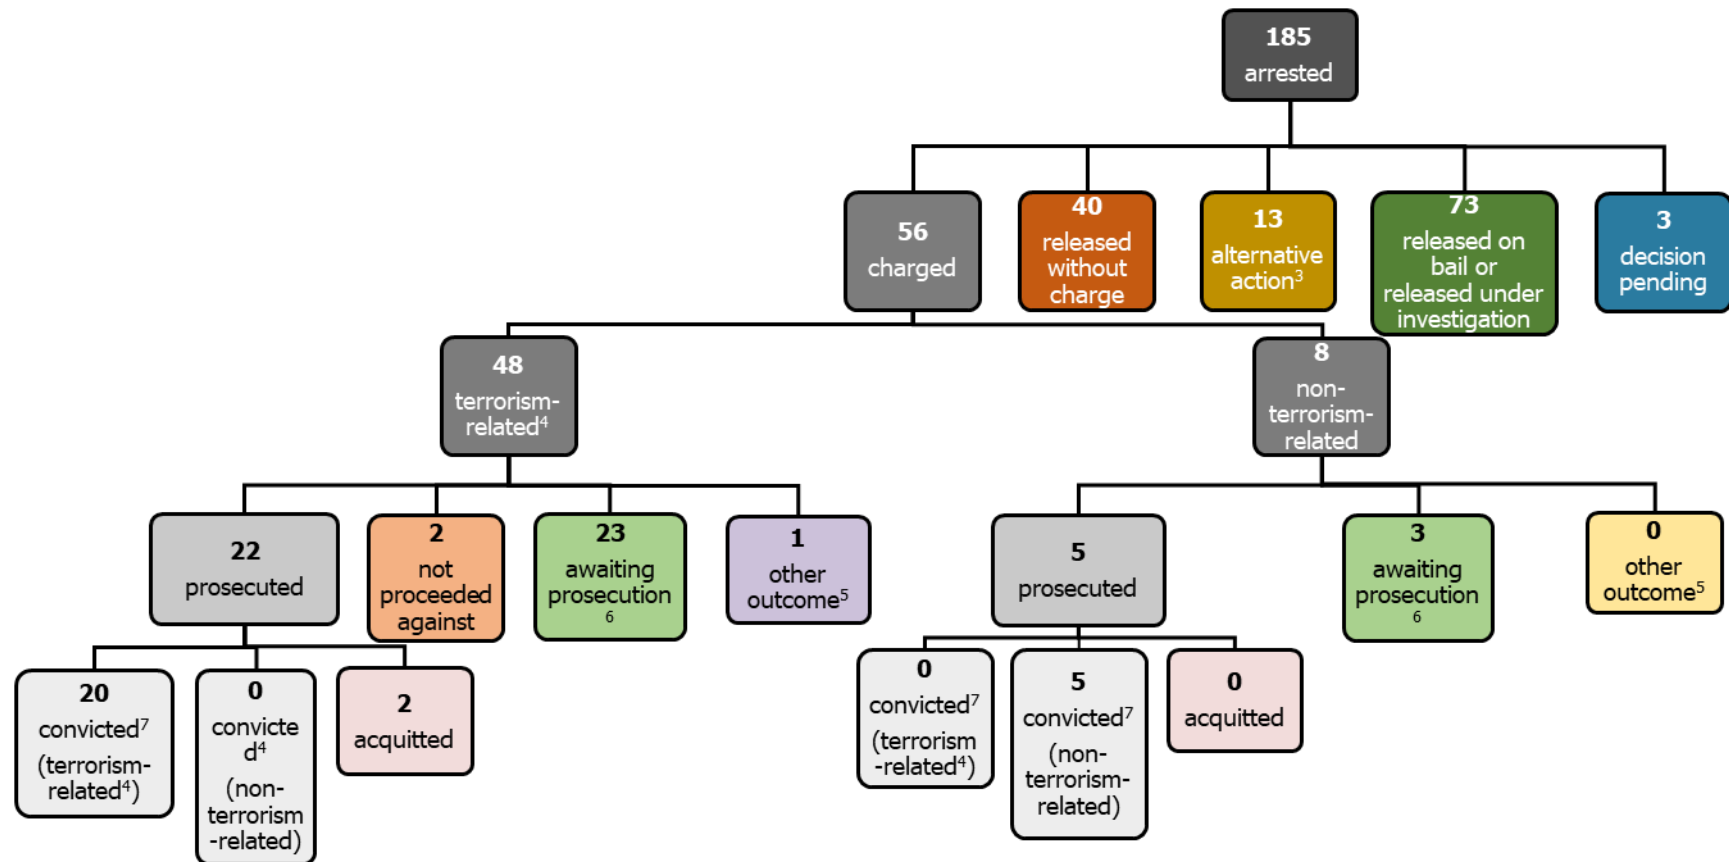 185
arrested
56
charged
40
released
without
charge
13
alternative
action³
73
released on
bail or
released under
investigation
3
decision
pending
48
terrorism-
related⁴
8
non-
terrorism-
related
22
prosecuted
2
not
proceeded
against
23
awaiting
prosecution
6
1
other
outcome⁵
5
prosecuted
3
awaiting
prosecution
6
0
other
outcome⁵
20
convicted⁷
(terrorism-
related⁴)
0
convicte
d⁴
(non-
terrorism
-related)
2
acquitted
0
convicted⁷
(terrorism
-related⁴)
5
convicted⁷
(non-
terrorism-
related)
0
acquitted